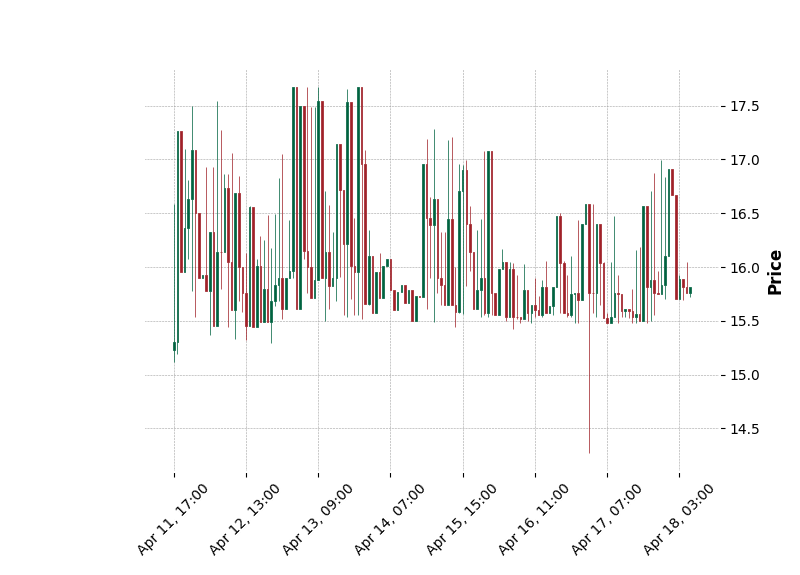 17.5
17.0
16.5
16.0
15.5
15.0
14.5
Price
Apr 11, 17:00
Apr 12, 13:00
Apr 13, 09:00
Apr 14, 07:00
Apr 15, 15:00
Apr 16, 11:00
Apr 17, 07:00
Apr 18, 03:00